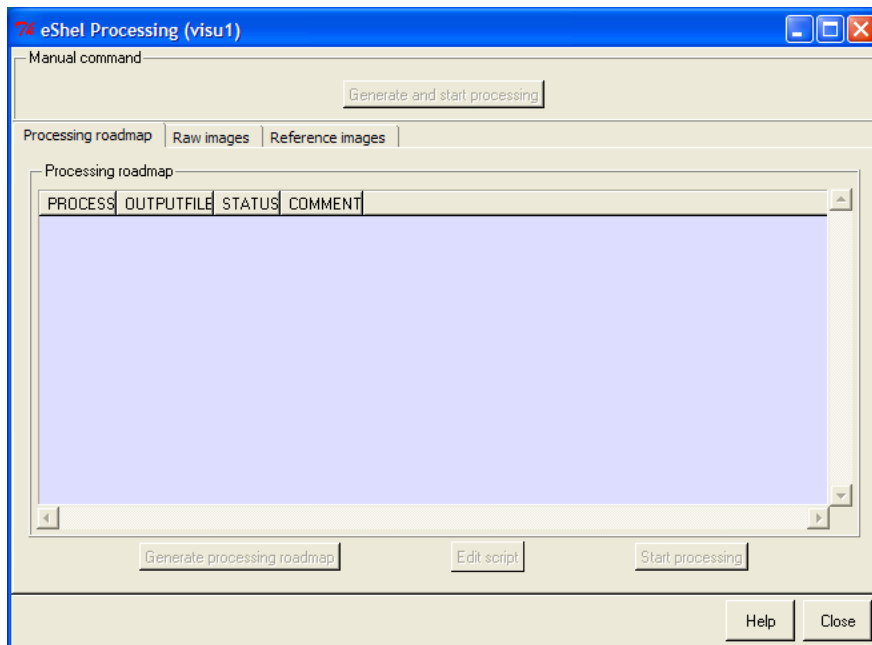 eShel Processing (visu1)
Manual command
Generate and start processing
Processing roadmap Raw images Reference images
Processing roadmap
PROCESS OUTPUTFILE STATUS COMMENT
Generate processing roadmap Edit script Start processing
Help Close